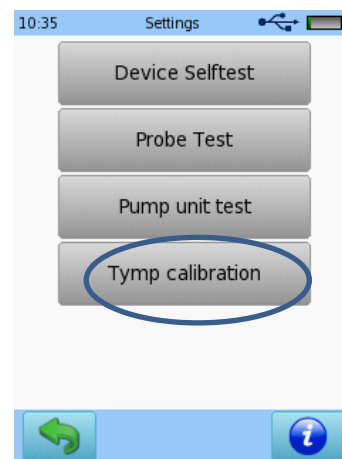 10:35 Settings
Device Selftest
Probe Test
Pump unit test
Tymp calibration
i